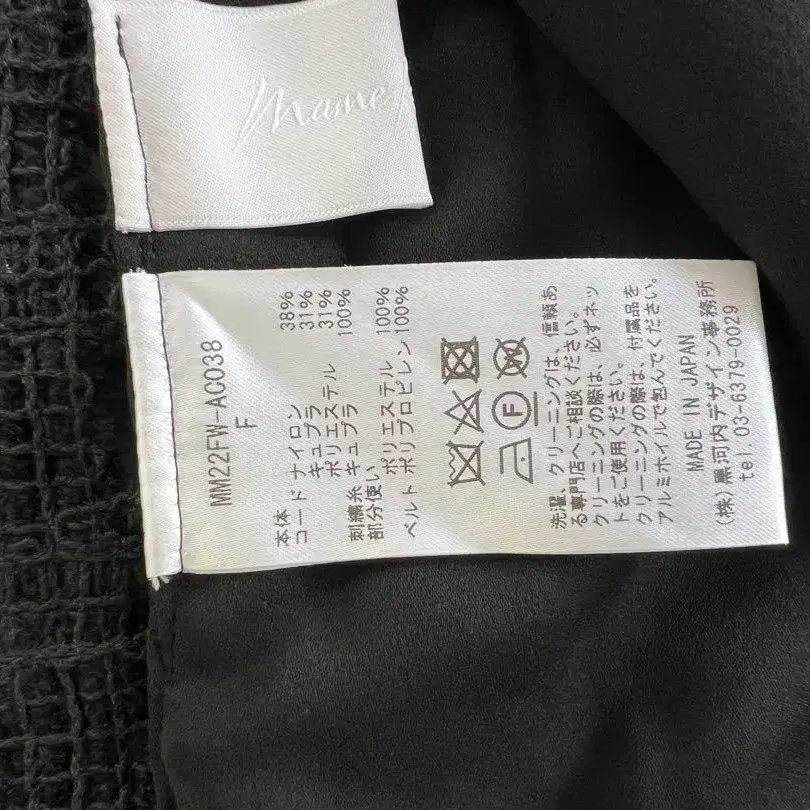 Mame
MM22FW-AC038
F
本体
コード ナイロン 38%
キュプラ 31%
ポリエステル 31%
刺繍糸 キュプラ 100%
部分使い
ポリエステル 100%
ベルト ポリプロピレン 100%
F
洗濯、クリーニングは、信頼あ
る専門店へご相談ください。
クリーニングの際は、必ずネッ
トをご使用ください。
クリーニングの際は、付属品を
アルミホイルで包んでください。
MADE IN JAPAN
(株)黒河内デザイン事務所
tel. 03-6379-0029